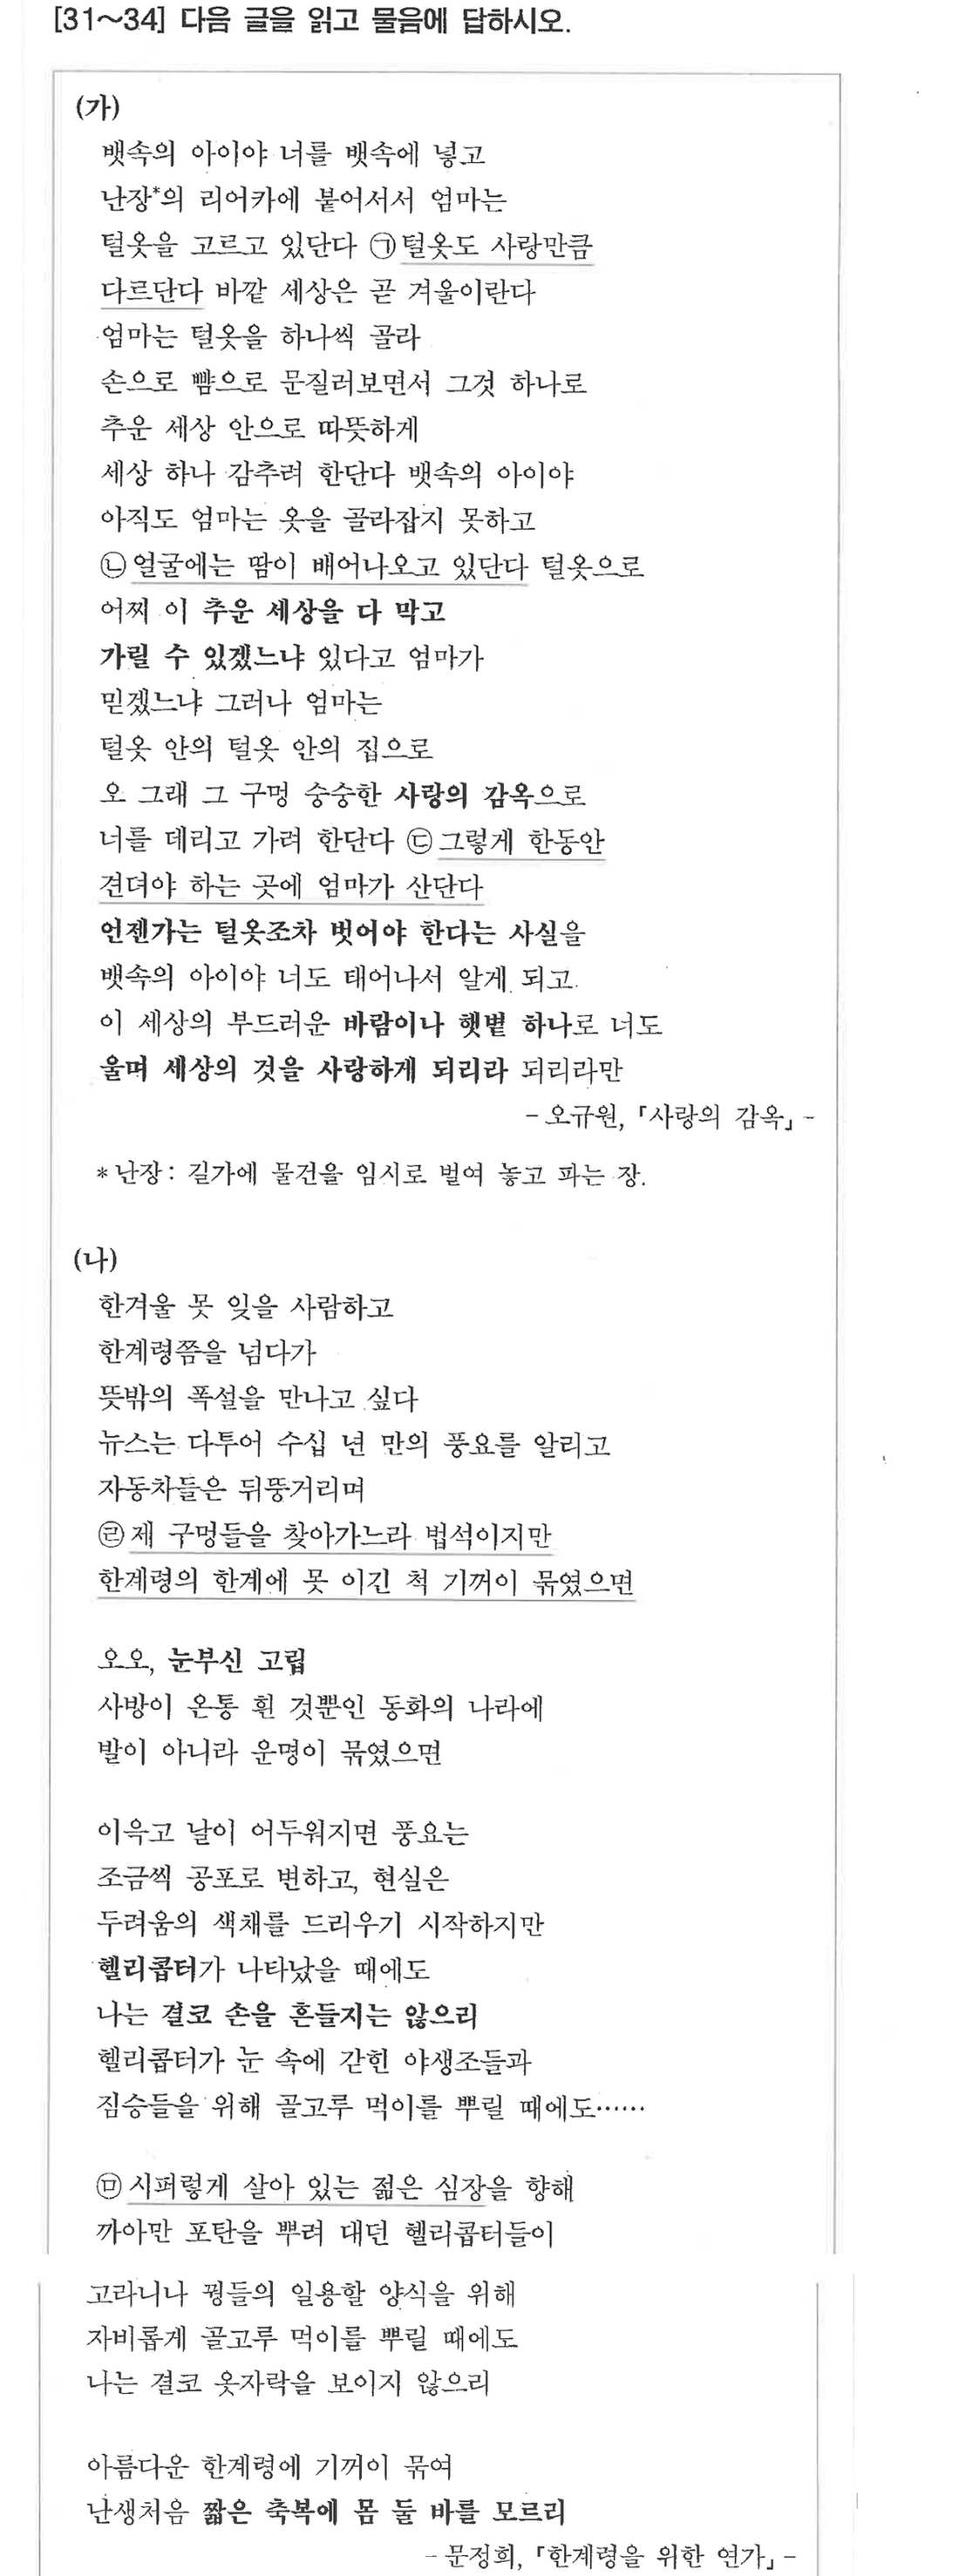 [31～34] 다음 글을 읽고 물음에 답하시오.
(가)
뱃속의 아이야 너를 뱃속에 넣고
난장*의 리어카에 붙어서서 엄마는
털옷을 고르고 있단다 ㉠털옷도 사랑만큼
다르단다 바깥 세상은 곧 겨울이란다
엄마는 털옷을 하나씩 골라
손으로 뺨으로 문질러보면서 그것 하나로
추운 세상 안으로 따뜻하게
세상 하나 감추려 한단다 뱃속의 아이야
아직도 엄마는 옷을 골라잡지 못하고
㉡얼굴에는 땀이 배어나오고 있단다 털옷으로
어찌 이 추운 세상을 다 막고
가릴 수 있겠느냐 있다고 엄마가
믿겠느냐 그러나 엄마는
털옷 안의 털옷 안의 집으로
오 그래 그 구멍 숭숭한 사랑의 감옥으로
너를 데리고 가려 한단다 ㉢그렇게 한동안
견뎌야 하는 곳에 엄마가 산단다
언젠가는 털옷조차 벗어야 한다는 사실을
뱃속의 아이야 너도 태어나서 알게 되고
이 세상의 부드러운 바람이나 햇볕 하나로 너도
울며 세상의 것을 사랑하게 되리라 되리라만
- 오규원, 「사랑의 감옥」 -
* 난장 : 길가에 물건을 임시로 벌여 놓고 파는 장.
(나)
한겨울 못 잊을 사람하고
한계령쯤을 넘다가
뜻밖의 폭설을 만나고 싶다
뉴스는 다투어 수십 년 만의 풍요를 알리고
자동차들은 뒤뚱거리며
㉣제 구멍들을 찾아가느라 법석이지만
한계령의 한계에 못 이긴 척 기꺼이 묶였으면
오오, 눈부신 고립
사방이 온통 흰 것뿐인 동화의 나라에
발이 아니라 운명이 묶였으면
이윽고 날이 어두워지면 풍요는
조금씩 공포로 변하고, 현실은
두려움의 색채를 드리우기 시작하지만
헬리콥터가 나타났을 때에도
나는 결코 손을 흔들지는 않으리
헬리콥터가 눈 속에 갇힌 야생조들과
짐승들을 위해 골고루 먹이를 뿌릴 때에도……
㉤시퍼렇게 살아 있는 젊은 심장을 향해
까아만 포탄을 뿌려 대던 헬리콥터들이
고라니나 꿩들의 일용할 양식을 위해
자비롭게 골고루 먹이를 뿌릴 때에도
나는 결코 옷자락을 보이지 않으리
아름다운 한계령에 기꺼이 묶여
난생처음 짧은 축복에 몸 둘 바를 모르리
- 문정희, 「한계령을 위한 연가」 -